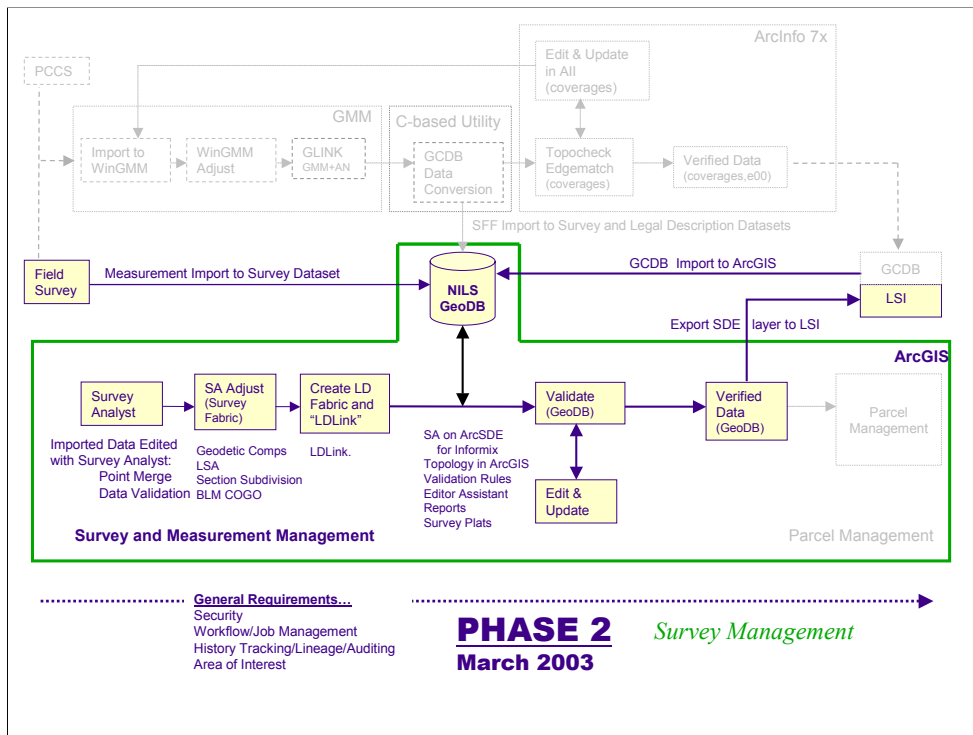 ArcInfo 7x
PCCS
Edit & Update
in AII
(coverages)
GMM
C-based Utility
Import to
WinGMM
WinGMM
Adjust
GLINK
GMM+AN
GCDB
Data
Conversion
Topocheck
Edgematch
(coverages)
Verified Data
(coverages,e00)
SFF Import to Survey and Legal Description Datasets
Field
Survey
Measurement Import to Survey Dataset
NILS
GeoDB
GCDB Import to ArcGIS
GCDB
LSI
Export SDE layer to LSI
ArcGIS
Survey
Analyst
SA Adjust
(Survey
Fabric)
Create LD
Fabric and
“LDLink”
Validate
(GeoDB)
Verified
Data
(GeoDB)
Parcel
Management
Imported Data Edited
with Survey Analyst:
Point Merge
Data Validation
Geodetic Comps
LSA
Section Subdivision
BLM COGO
LDLink.
SA on ArcSDE
for Informix
Topology in ArcGIS
Validation Rules
Editor Assistant
Reports
Survey Plats
Edit &
Update
Survey and Measurement Management
Parcel Management
General Requirements…
Security
Workflow/Job Management
History Tracking/Lineage/Auditing
Area of Interest
PHASE 2
March 2003
Survey Management